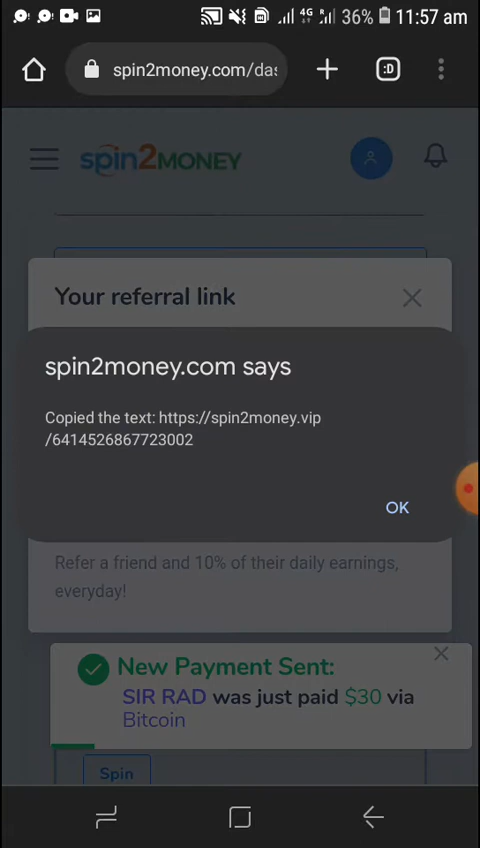 4G
36%
11:57 am
spin2money.com/das
:D
spin2MONEY
Your referral link
spin2money.com says
Copied the text: https://spin2money.vip
/6414526867723002
OK
Refer a friend and 10% of their daily earnings,
everyday!
New Payment Sent:
SIR RAD was just paid $30 via
Bitcoin
Spin